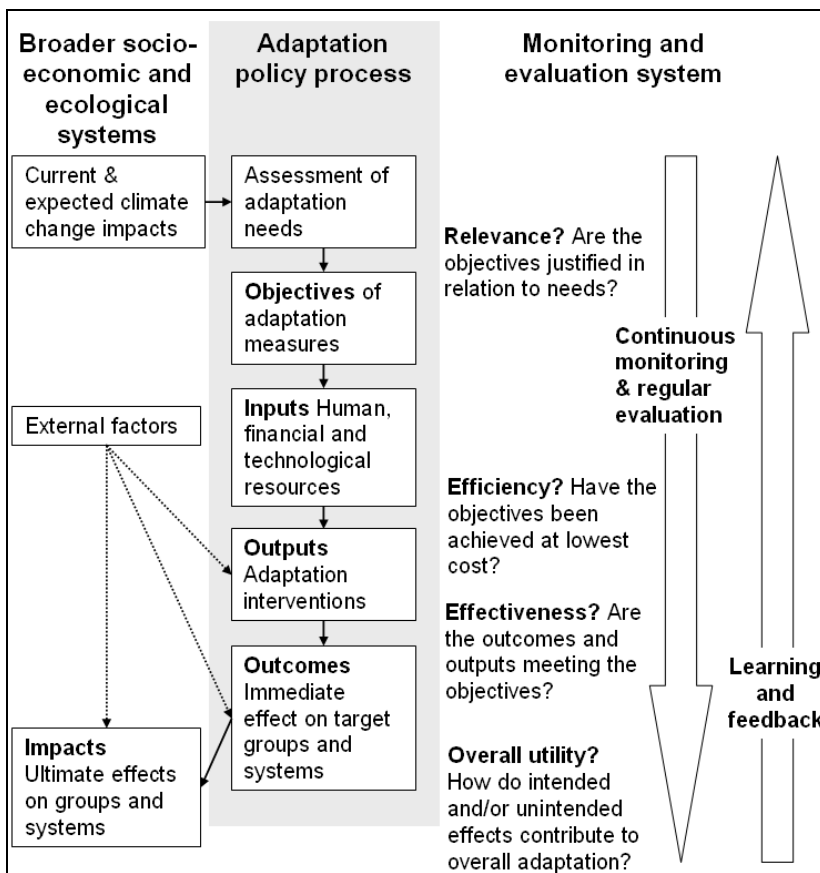 Broader socio-
economic and
ecological
systems
Adaptation
policy process
Monitoring and
evaluation system
Current &
expected climate
change impacts
Assessment of
adaptation
needs
Relevance? Are the
objectives justified in
relation to needs?
Objectives of
adaptation
measures
Continuous
monitoring
& regular
evaluation
External factors
Inputs Human,
financial and
technological
resources
Efficiency? Have the
objectives been
achieved at lowest
cost?
Outputs
Adaptation
interventions
Effectiveness? Are
the outcomes and
outputs meeting the
objectives?
Outcomes
Immediate
effect on target
groups and
systems
Learning
and
feedback
Impacts
Ultimate effects
on groups and
systems
Overall utility?
How do intended
and/or unintended
effects contribute to
overall adaptation?